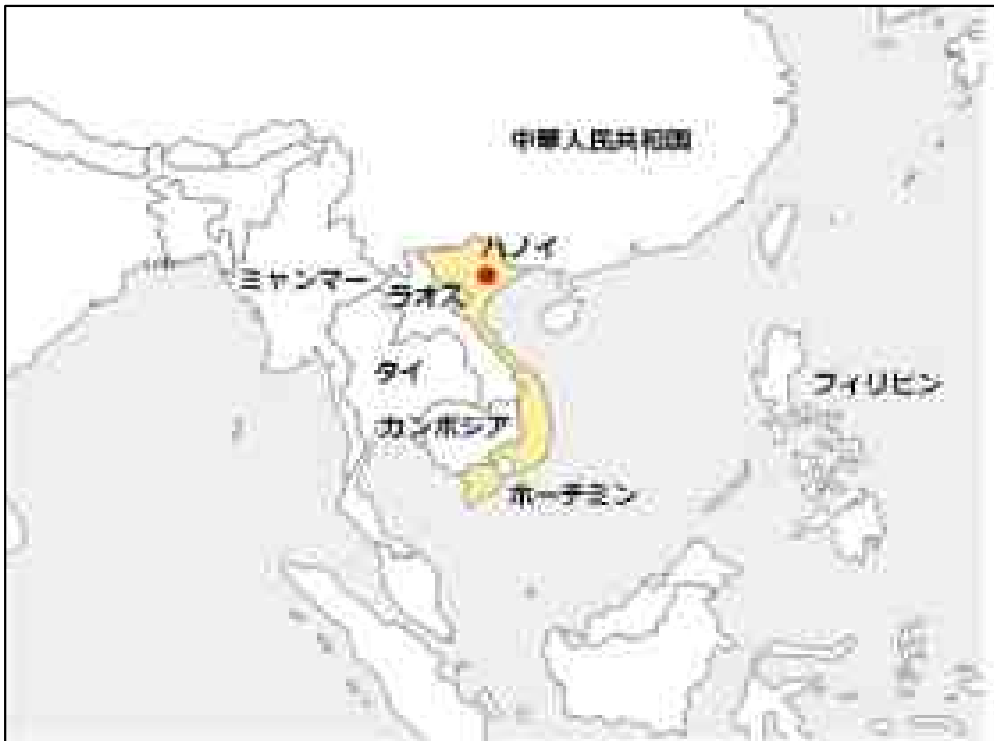 中華人民共和国
ハノイ
ミャンマー
ラオス
タイ
フィリピン
カンボジア
ホーチミン